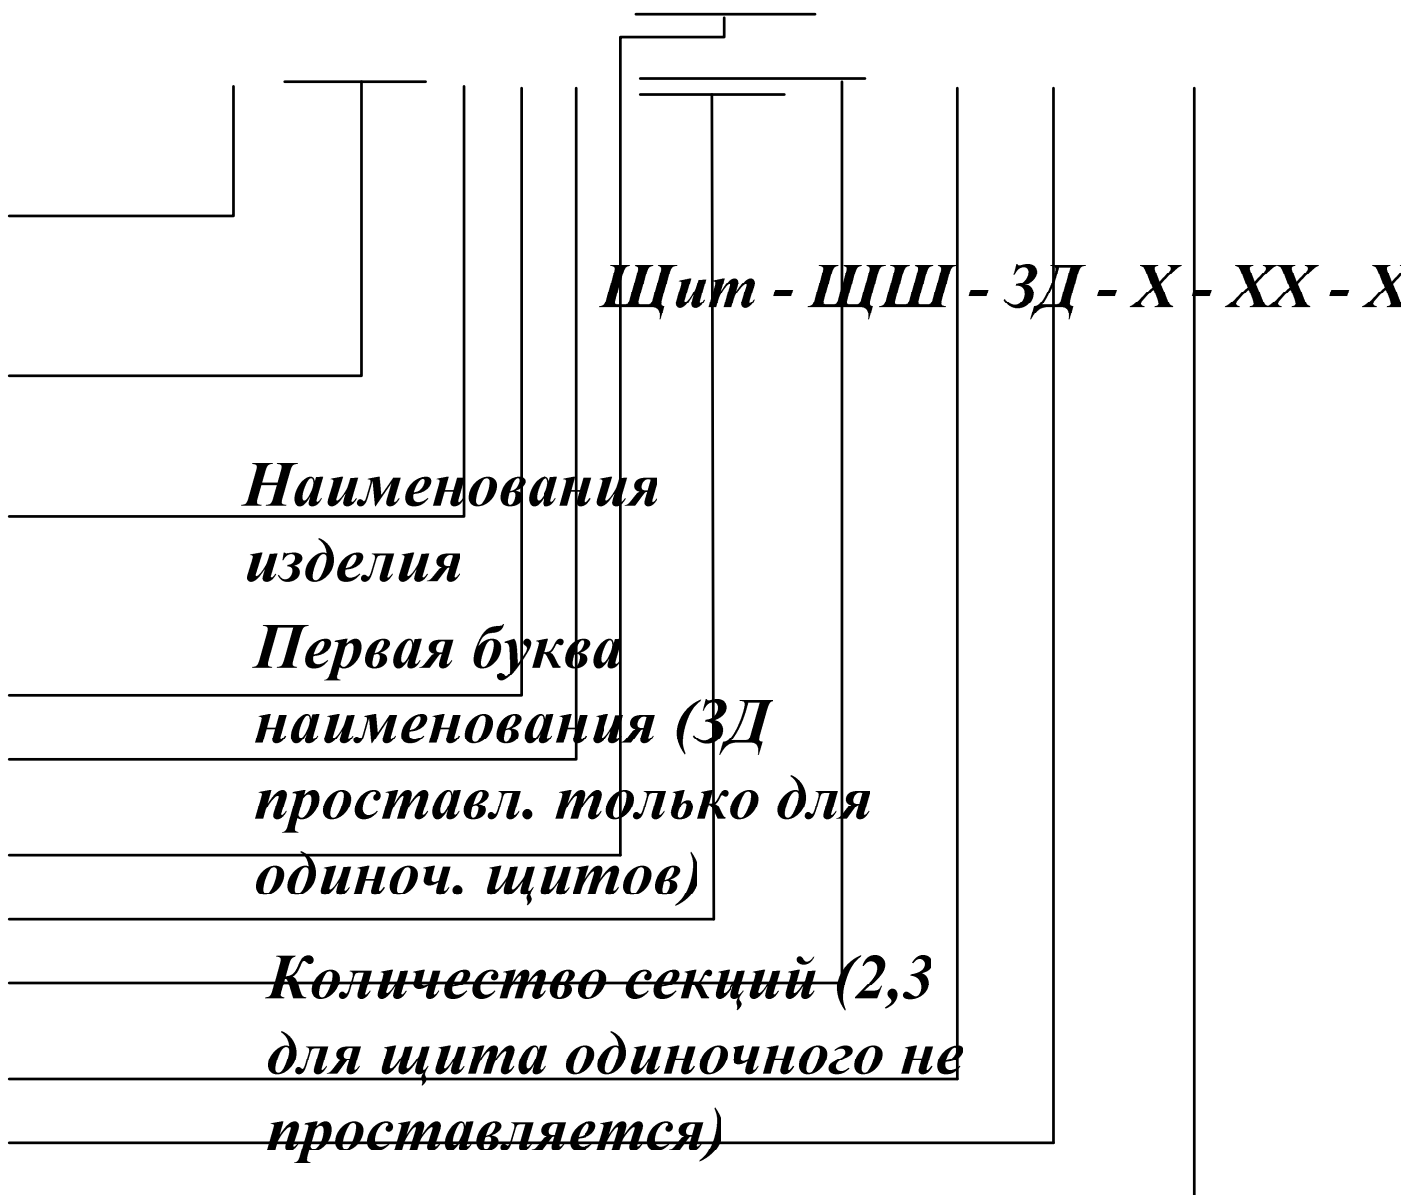 Щит - ЩШ - ЗД - Х - ХХ - Х
Наименования
изделия
Первая буква
наименования (ЗД
проставл. только для
одиноч. щитов)
Количество секций (2,3
для щита одиночного не
проставляется)